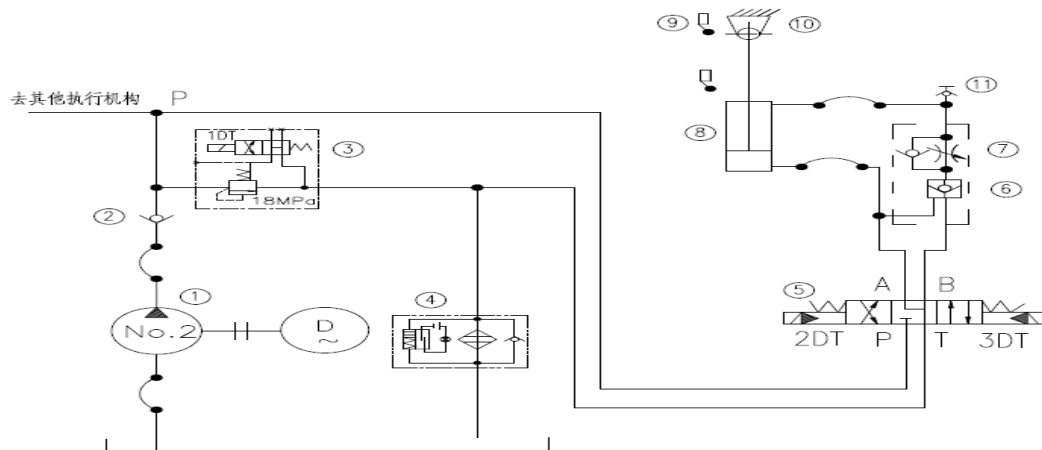 ⑨ ⑩
去其他执行机构 P
⑪
1DT ③ ⑧ ⑦
18MPa ⑥
②
① ④ ⑤ A B
No.2 D
~ 2DT P T 3DT